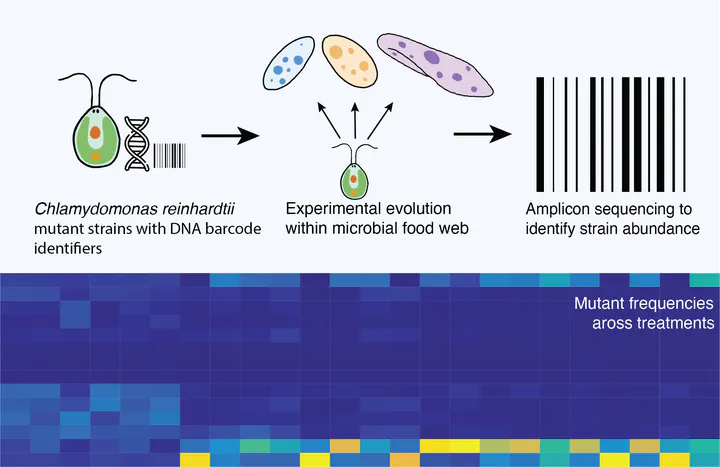 Chlamydomonas reinhardtii
mutant strains with DNA barcode
identifiers
Experimental evolution
within microbial food web
Amplicon sequencing to
identify strain abundance
Mutant frequencies
aross treatments